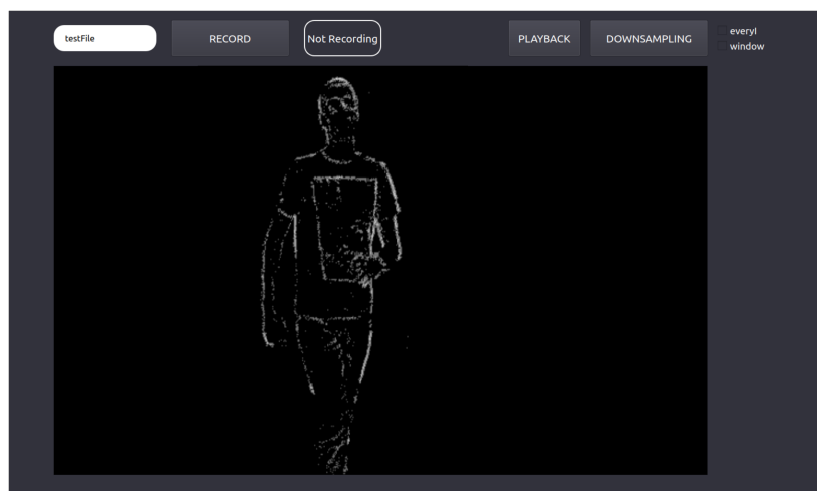 testFile
RECORD
Not Recording
PLAYBACK
DOWNSAMPLING
everyI
window